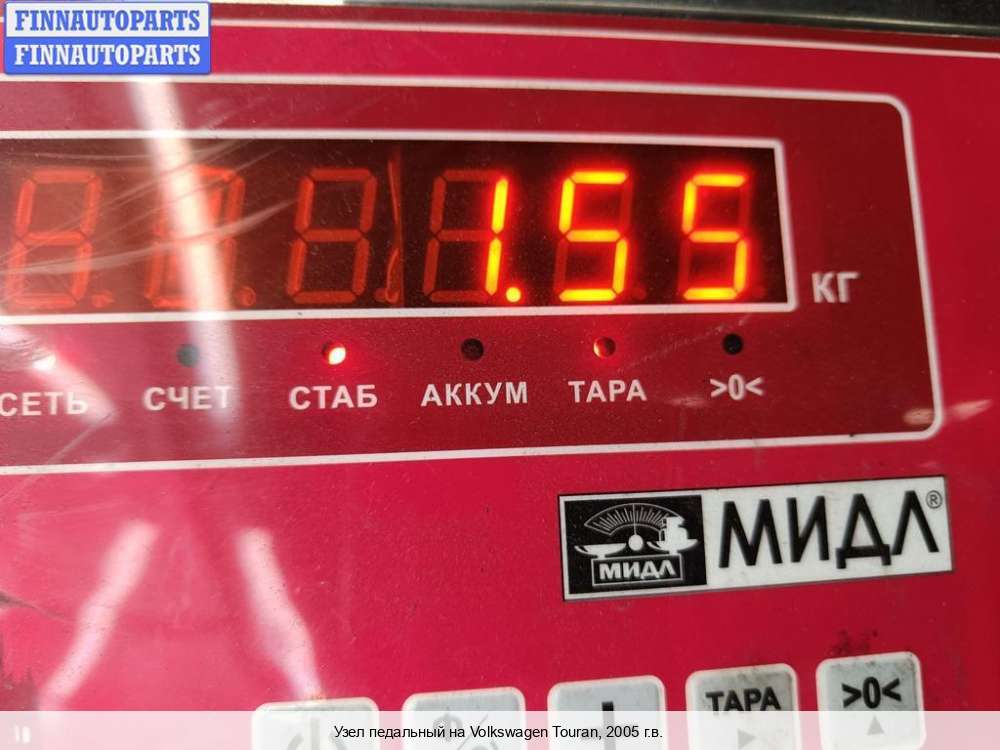 FINNAUTOPARTS
FINNAUTOPARTS
1.55
КГ
СЕТЬ СЧЕТ СТАБ АККУМ ТАРА >0<
МИДЛ МИДЛ®
ТАРА >0<
Узел педальный на Volkswagen Touran, 2005 г.в.